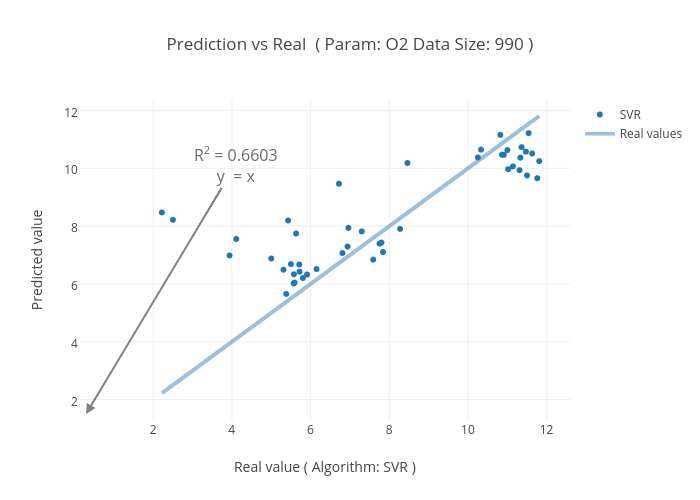 Prediction vs Real  ( Param: O2 Data Size: 990 )
SVR
Real values
R² = 0.6603
y  = x
Predicted value
12
10
8
6
4
2
2 4 6 8 10 12
Real value ( Algorithm: SVR )